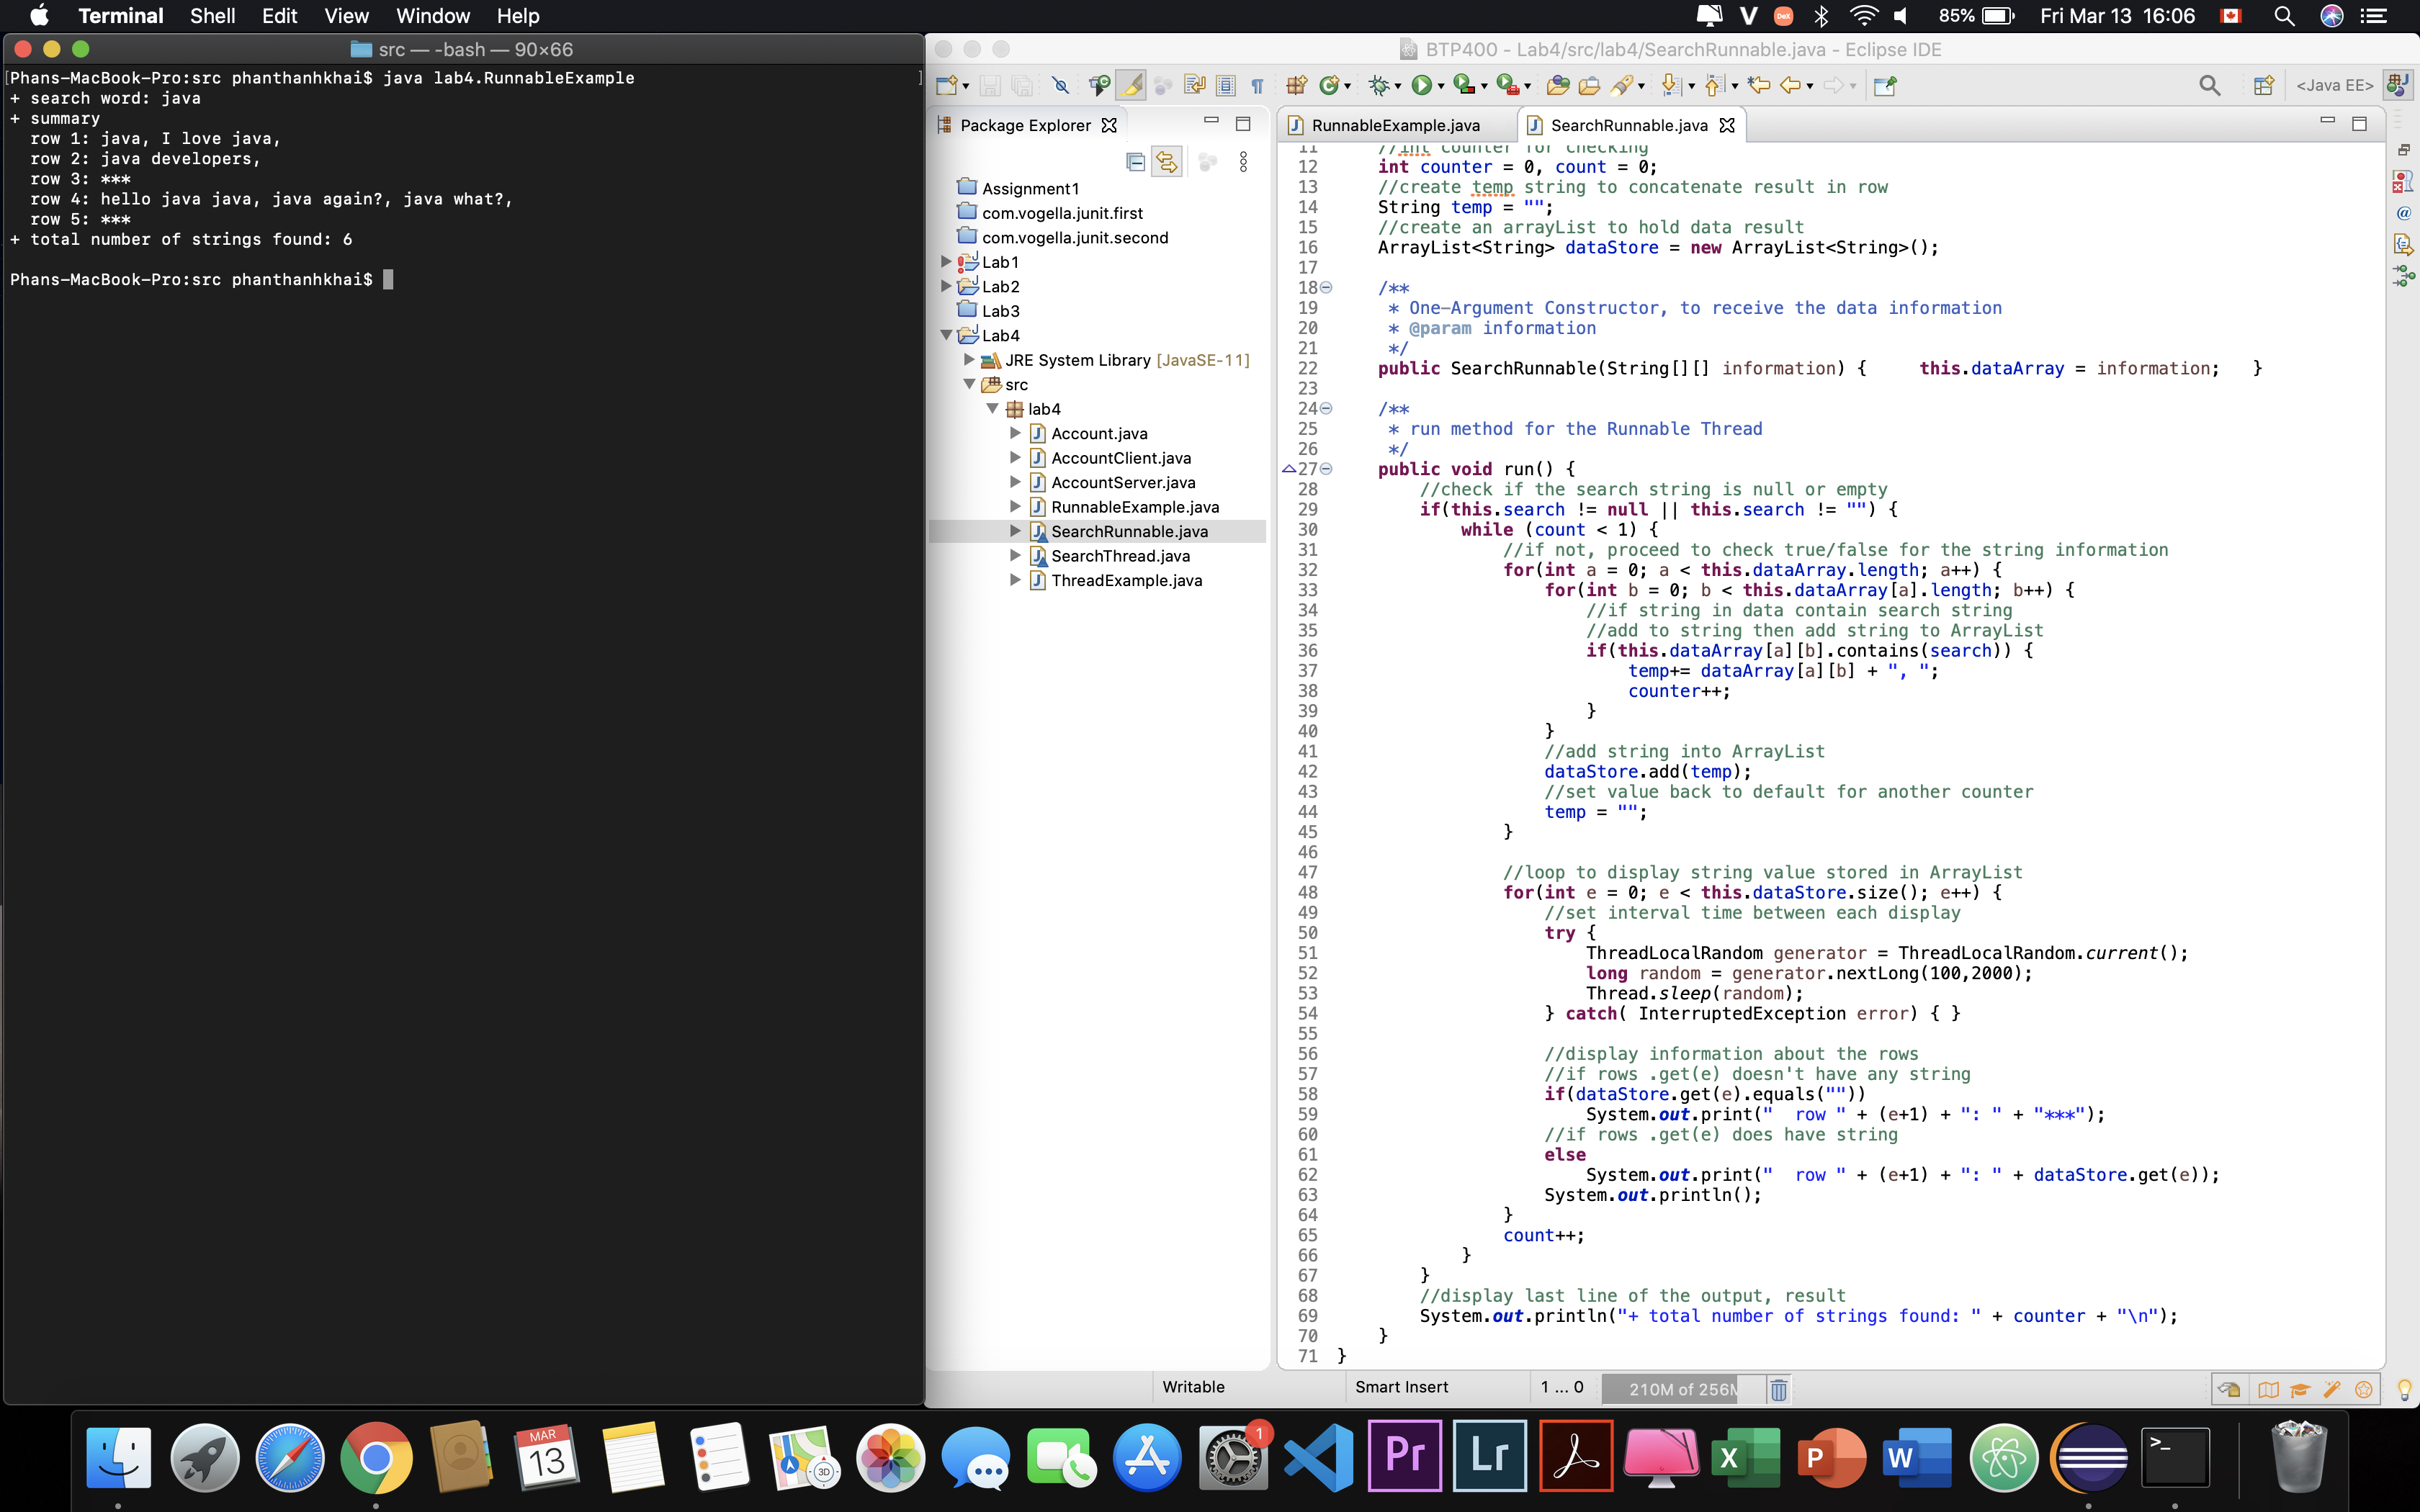 Terminal Shell Edit View Window Help 85% Fri Mar 13 16:06
src — -bash — 90×66
[Phans-MacBook-Pro:src phanthanhkhai$ java lab4.RunnableExample ]
+ search word: java
+ summary
  row 1: java, I love java,
  row 2: java developers,
  row 3: ***
  row 4: hello java java, java again?, java what?,
  row 5: ***
+ total number of strings found: 6
Phans-MacBook-Pro:src phanthanhkhai$
BTP400 - Lab4/src/lab4/SearchRunnable.java - Eclipse IDE
<Java EE>
Package Explorer
Assignment1
com.vogella.junit.first
com.vogella.junit.second
Lab1
Lab2
Lab3
Lab4
JRE System Library [JavaSE-11]
src
lab4
Account.java
AccountClient.java
AccountServer.java
RunnableExample.java
SearchRunnable.java
SearchThread.java
ThreadExample.java
RunnableExample.java SearchRunnable.java
11 //int counter for checking
12 int counter = 0, count = 0;
13 //create temp string to concatenate result in row
14 String temp = "";
15 //create an arrayList to hold data result
16 ArrayList<String> dataStore = new ArrayList<String>();
17
18 /**
19 * One-Argument Constructor, to receive the data information
20 * @param information
21 */
22 public SearchRunnable(String[][] information) { this.dataArray = information; }
23
24 /**
25 * run method for the Runnable Thread
26 */
27 public void run() {
28 //check if the search string is null or empty
29 if(this.search != null || this.search != "") {
30 while (count < 1) {
31 //if not, proceed to check true/false for the string information
32 for(int a = 0; a < this.dataArray.length; a++) {
33 for(int b = 0; b < this.dataArray[a].length; b++) {
34 //if string in data contain search string
35 //add to string then add string to ArrayList
36 if(this.dataArray[a][b].contains(search)) {
37 temp+= dataArray[a][b] + ", ";
38 counter++;
39 }
40 }
41 //add string into ArrayList
42 dataStore.add(temp);
43 //set value back to default for another counter
44 temp = "";
45 }
46
47 //loop to display string value stored in ArrayList
48 for(int e = 0; e < this.dataStore.size(); e++) {
49 //set interval time between each display
50 try {
51 ThreadLocalRandom generator = ThreadLocalRandom.current();
52 long random = generator.nextLong(100,2000);
53 Thread.sleep(random);
54 } catch( InterruptedException error) { }
55
56 //display information about the rows
57 //if rows .get(e) doesn't have any string
58 if(dataStore.get(e).equals(""))
59 System.out.print("  row " + (e+1) + ": " + "***");
60 //if rows .get(e) does have string
61 else
62 System.out.print("  row " + (e+1) + ": " + dataStore.get(e));
63 System.out.println();
64 }
65 count++;
66 }
67 }
68 //display last line of the output, result
69 System.out.println("+ total number of strings found: " + counter + "\n");
70 }
71 }
Writable Smart Insert 1 ... 0 210M of 256M
MAR
13
3D
1
Pr
Lr
X
P
W
>_